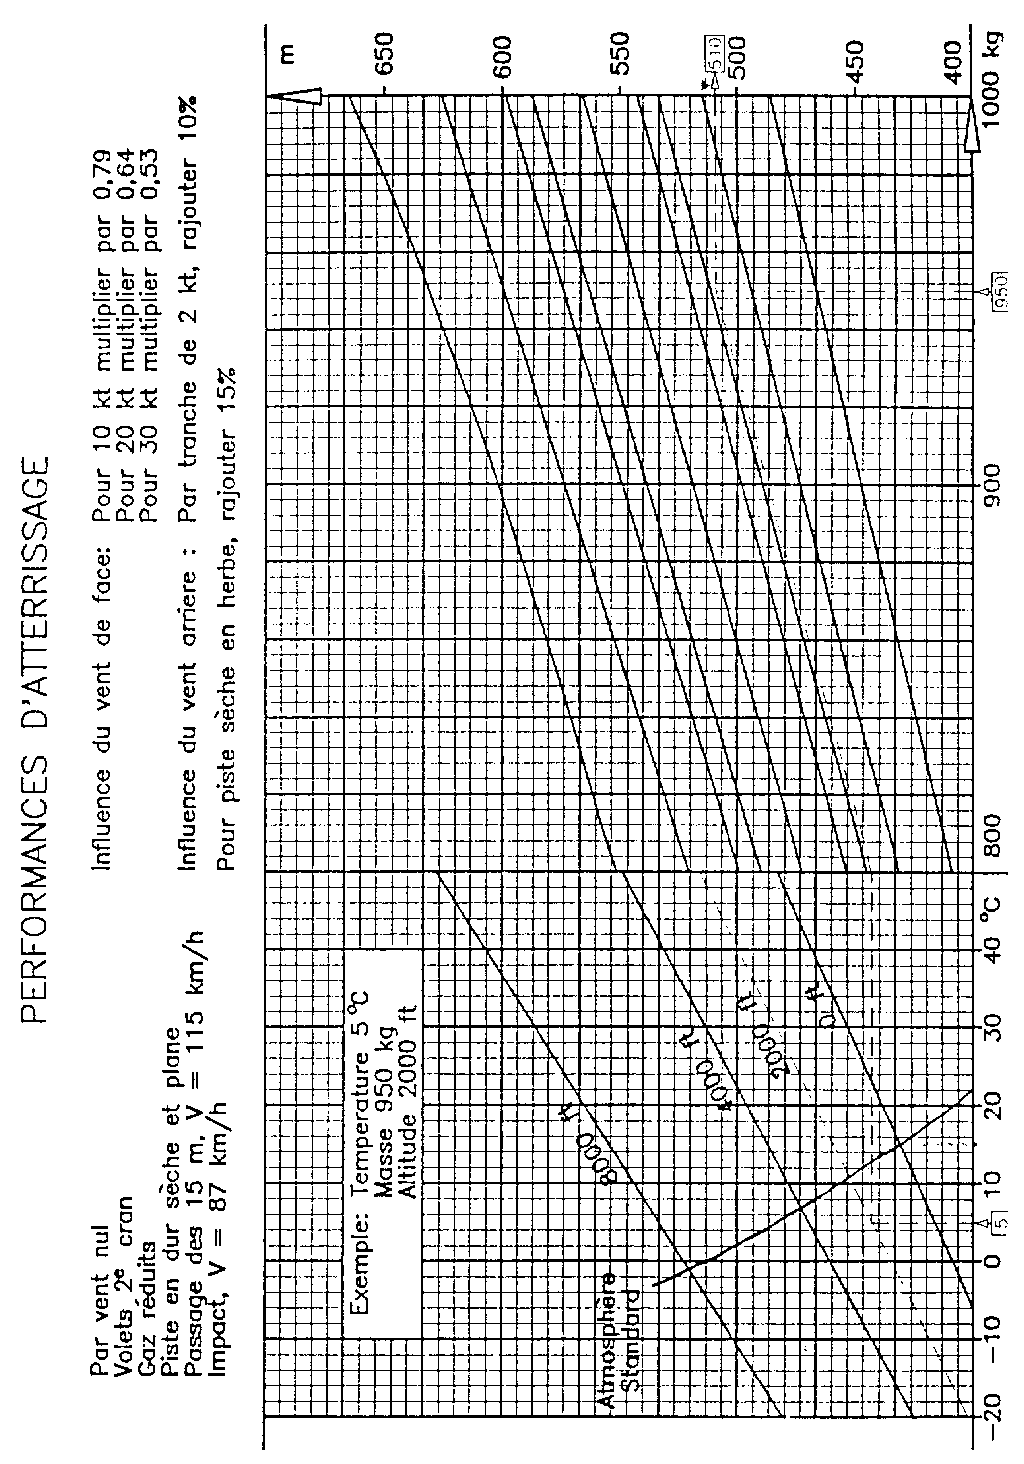 PERFORMANCES D'ATTERRISSAGE
Par vent nul
Volets 2e cran
Gaz réduits
Piste en dur sèche et plane
Passage des 15 m, V = 115 km/h
Impact, V = 87 km/h
Influence du vent de face: Pour 10 kt multiplier par 0,79
Pour 20 kt multiplier par 0,64
Pour 30 kt multiplier par 0,53
Influence du vent arriere : Par tranche de 2 kt, rajouter 10%
Pour piste sèche en herbe, rajouter 15%
m
650
600
550
510
500
450
400
Exemple: Temperature 5 °C
Masse 950 kg
Altitude 2000 ft
8000 ft
4000 ft
2000 ft
0 ft
Atmosphère
Standard
-20 -10 0 5 10 20 30 40 °C 800 900 950 1000 kg